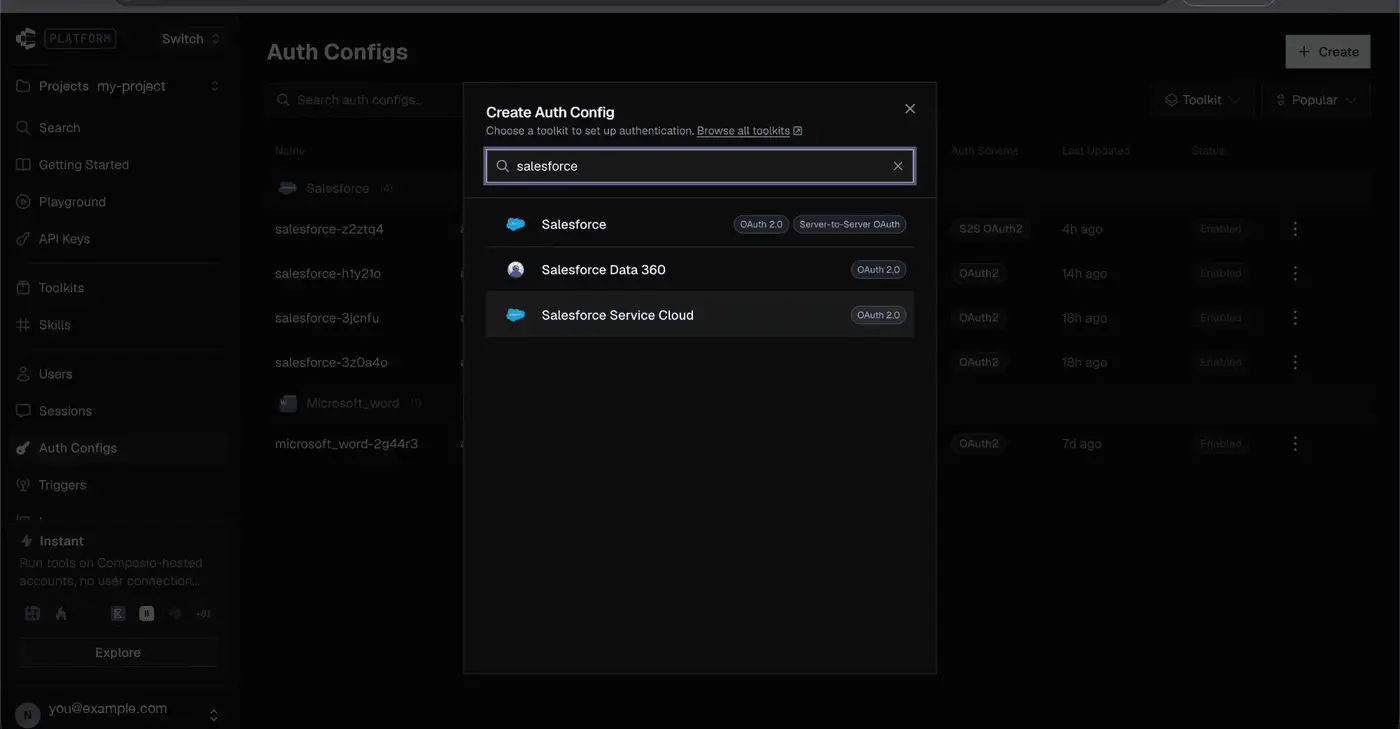 PLATFORM
Switch
Projects my-project
Search
Getting Started
Playground
API Keys
Toolkits
Skills
Users
Sessions
Auth Configs
Triggers
Instant
Run tools on Composio-hosted
accounts, no user connection...
+81
Explore
N
you@example.com
Auth Configs
+ Create
Search auth configs...
Toolkit
Popular
Name
Auth Scheme
Last Updated
Status
Salesforce (4)
salesforce-z2ztq4
S2S OAuth2
4h ago
Enabled
salesforce-h1y21o
OAuth2
14h ago
Enabled
salesforce-3jcnfu
OAuth2
18h ago
Enabled
salesforce-3z0a4o
OAuth2
18h ago
Enabled
Microsoft_word (1)
microsoft_word-2g44r3
OAuth2
7d ago
Enabled
Create Auth Config
Choose a toolkit to set up authentication. Browse all toolkits
salesforce
Salesforce
OAuth 2.0
Server-to-Server OAuth
Salesforce Data 360
OAuth 2.0
Salesforce Service Cloud
OAuth 2.0